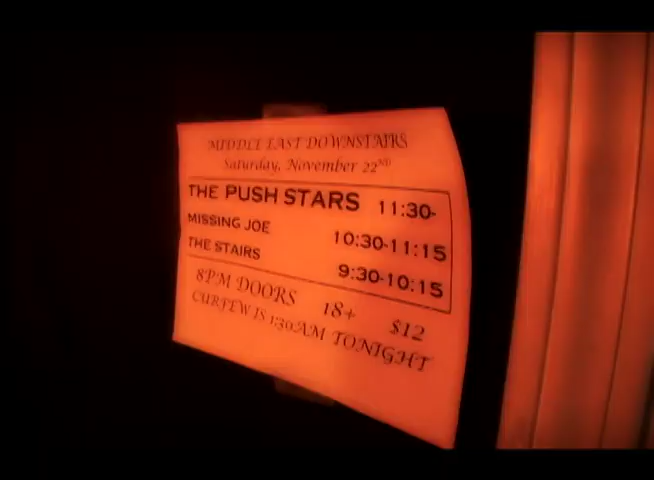 MIDDLE EAST DOWNSTAIRS
Saturday, November 22ND
THE PUSH STARS 11:30-
MISSING JOE 10:30-11:15
THE STAIRS 9:30-10:15
8PM DOORS 18+ $12
CURFEW IS 1:30AM TONIGHT